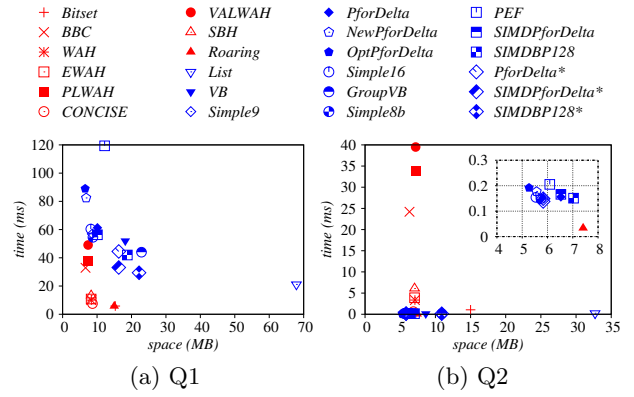 Bitset VALWAH PforDelta PEF
BBC SBH NewPforDelta SIMDPforDelta
WAH Roaring OptPforDelta SIMDBP128
EWAH List Simple16 PforDelta*
PLWAH VB GroupVB SIMDPforDelta*
CONCISE Simple9 Simple8b SIMDBP128*
120
100
80
60
40
20
0
time (ms)
0 10 20 30 40 50 60 70
space (MB)
(a) Q1
40
35
30
25
20
15
10
5
0
time (ms)
0 5 10 15 20 25 30 35
space (MB)
0.3
0.2
0.1
0
4 5 6 7 8
(b) Q2